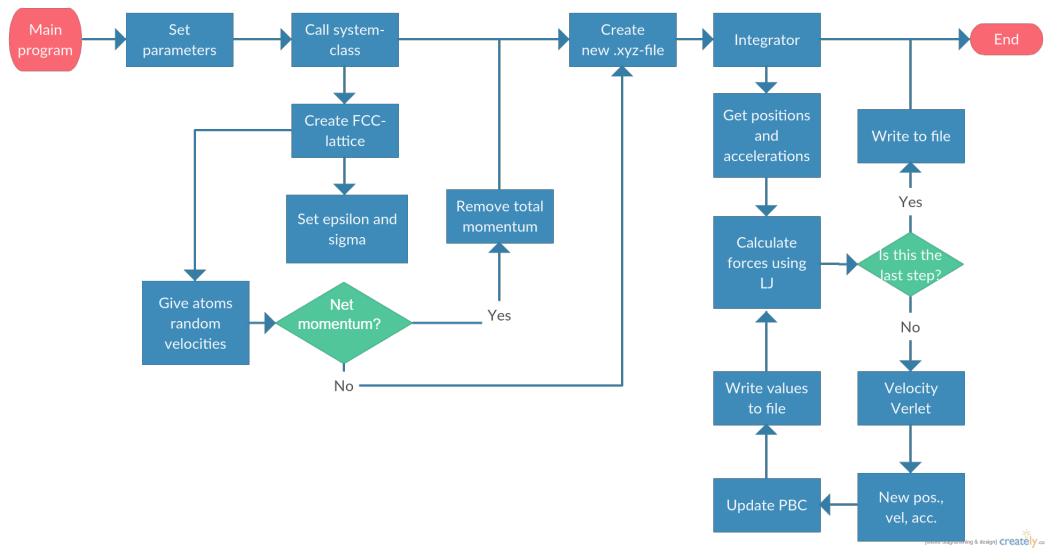 Main
program
Set
parameters
Call system-
class
Create
new .xyz-file
Integrator
End
Create FCC-
lattice
Get positions
and
accelerations
Write to file
Set epsilon and
sigma
Remove total
momentum
Yes
Calculate
forces using
LJ
Is this the
last step?
Give atoms
random
velocities
Net
momentum?
Yes
No
No
Write values
to file
Velocity
Verlet
Update PBC
New pos.,
vel, acc.
diagramming & design] creately.co